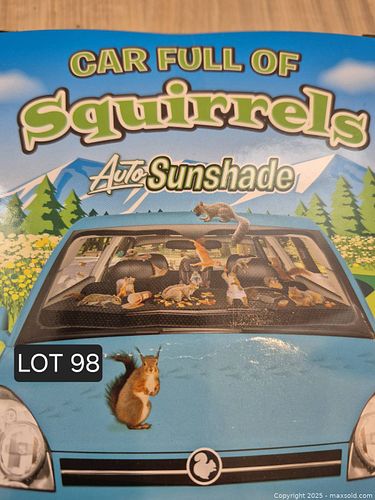 CAR FULL OF
Squirrels
Auto Sunshade
LOT 98
Copyright 2025 - maxsold.com